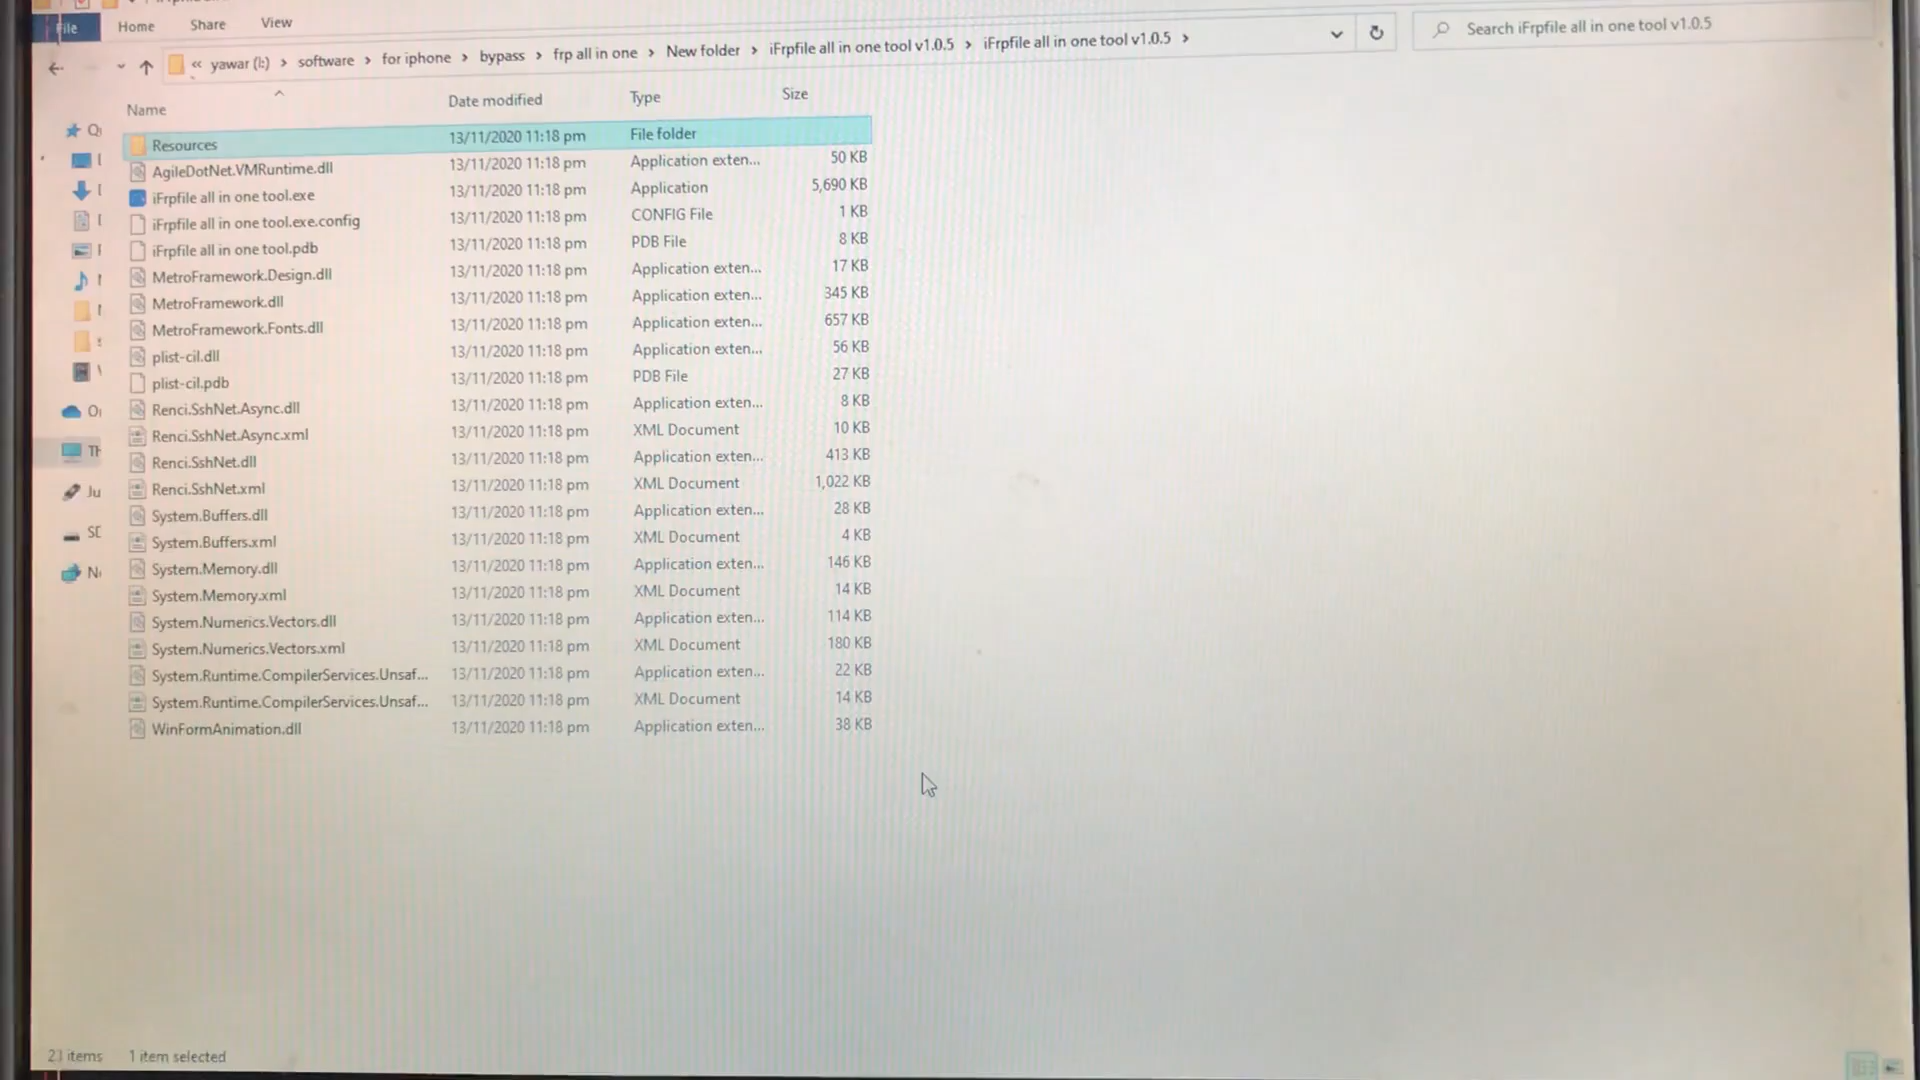 File Home Share View
« yawar (I:) > software > for iphone > bypass > frp all in one > New folder > iFrpfile all in one tool v1.0.5 > iFrpfile all in one tool v1.0.5 >
Search iFrpfile all in one tool v1.0.5
Name Date modified Type Size
Resources 13/11/2020 11:18 pm File folder
AgileDotNet.VMRuntime.dll 13/11/2020 11:18 pm Application exten... 50 KB
iFrpfile all in one tool.exe 13/11/2020 11:18 pm Application 5,690 KB
iFrpfile all in one tool.exe.config 13/11/2020 11:18 pm CONFIG File 1 KB
iFrpfile all in one tool.pdb 13/11/2020 11:18 pm PDB File 8 KB
MetroFramework.Design.dll 13/11/2020 11:18 pm Application exten... 17 KB
MetroFramework.dll 13/11/2020 11:18 pm Application exten... 345 KB
MetroFramework.Fonts.dll 13/11/2020 11:18 pm Application exten... 657 KB
plist-cil.dll 13/11/2020 11:18 pm Application exten... 56 KB
plist-cil.pdb 13/11/2020 11:18 pm PDB File 27 KB
Renci.SshNet.Async.dll 13/11/2020 11:18 pm Application exten... 8 KB
Renci.SshNet.Async.xml 13/11/2020 11:18 pm XML Document 10 KB
Renci.SshNet.dll 13/11/2020 11:18 pm Application exten... 413 KB
Renci.SshNet.xml 13/11/2020 11:18 pm XML Document 1,022 KB
System.Buffers.dll 13/11/2020 11:18 pm Application exten... 28 KB
System.Buffers.xml 13/11/2020 11:18 pm XML Document 4 KB
System.Memory.dll 13/11/2020 11:18 pm Application exten... 146 KB
System.Memory.xml 13/11/2020 11:18 pm XML Document 14 KB
System.Numerics.Vectors.dll 13/11/2020 11:18 pm Application exten... 114 KB
System.Numerics.Vectors.xml 13/11/2020 11:18 pm XML Document 180 KB
System.Runtime.CompilerServices.Unsaf... 13/11/2020 11:18 pm Application exten... 22 KB
System.Runtime.CompilerServices.Unsaf... 13/11/2020 11:18 pm XML Document 14 KB
WinFormAnimation.dll 13/11/2020 11:18 pm Application exten... 38 KB
items 1 item selected